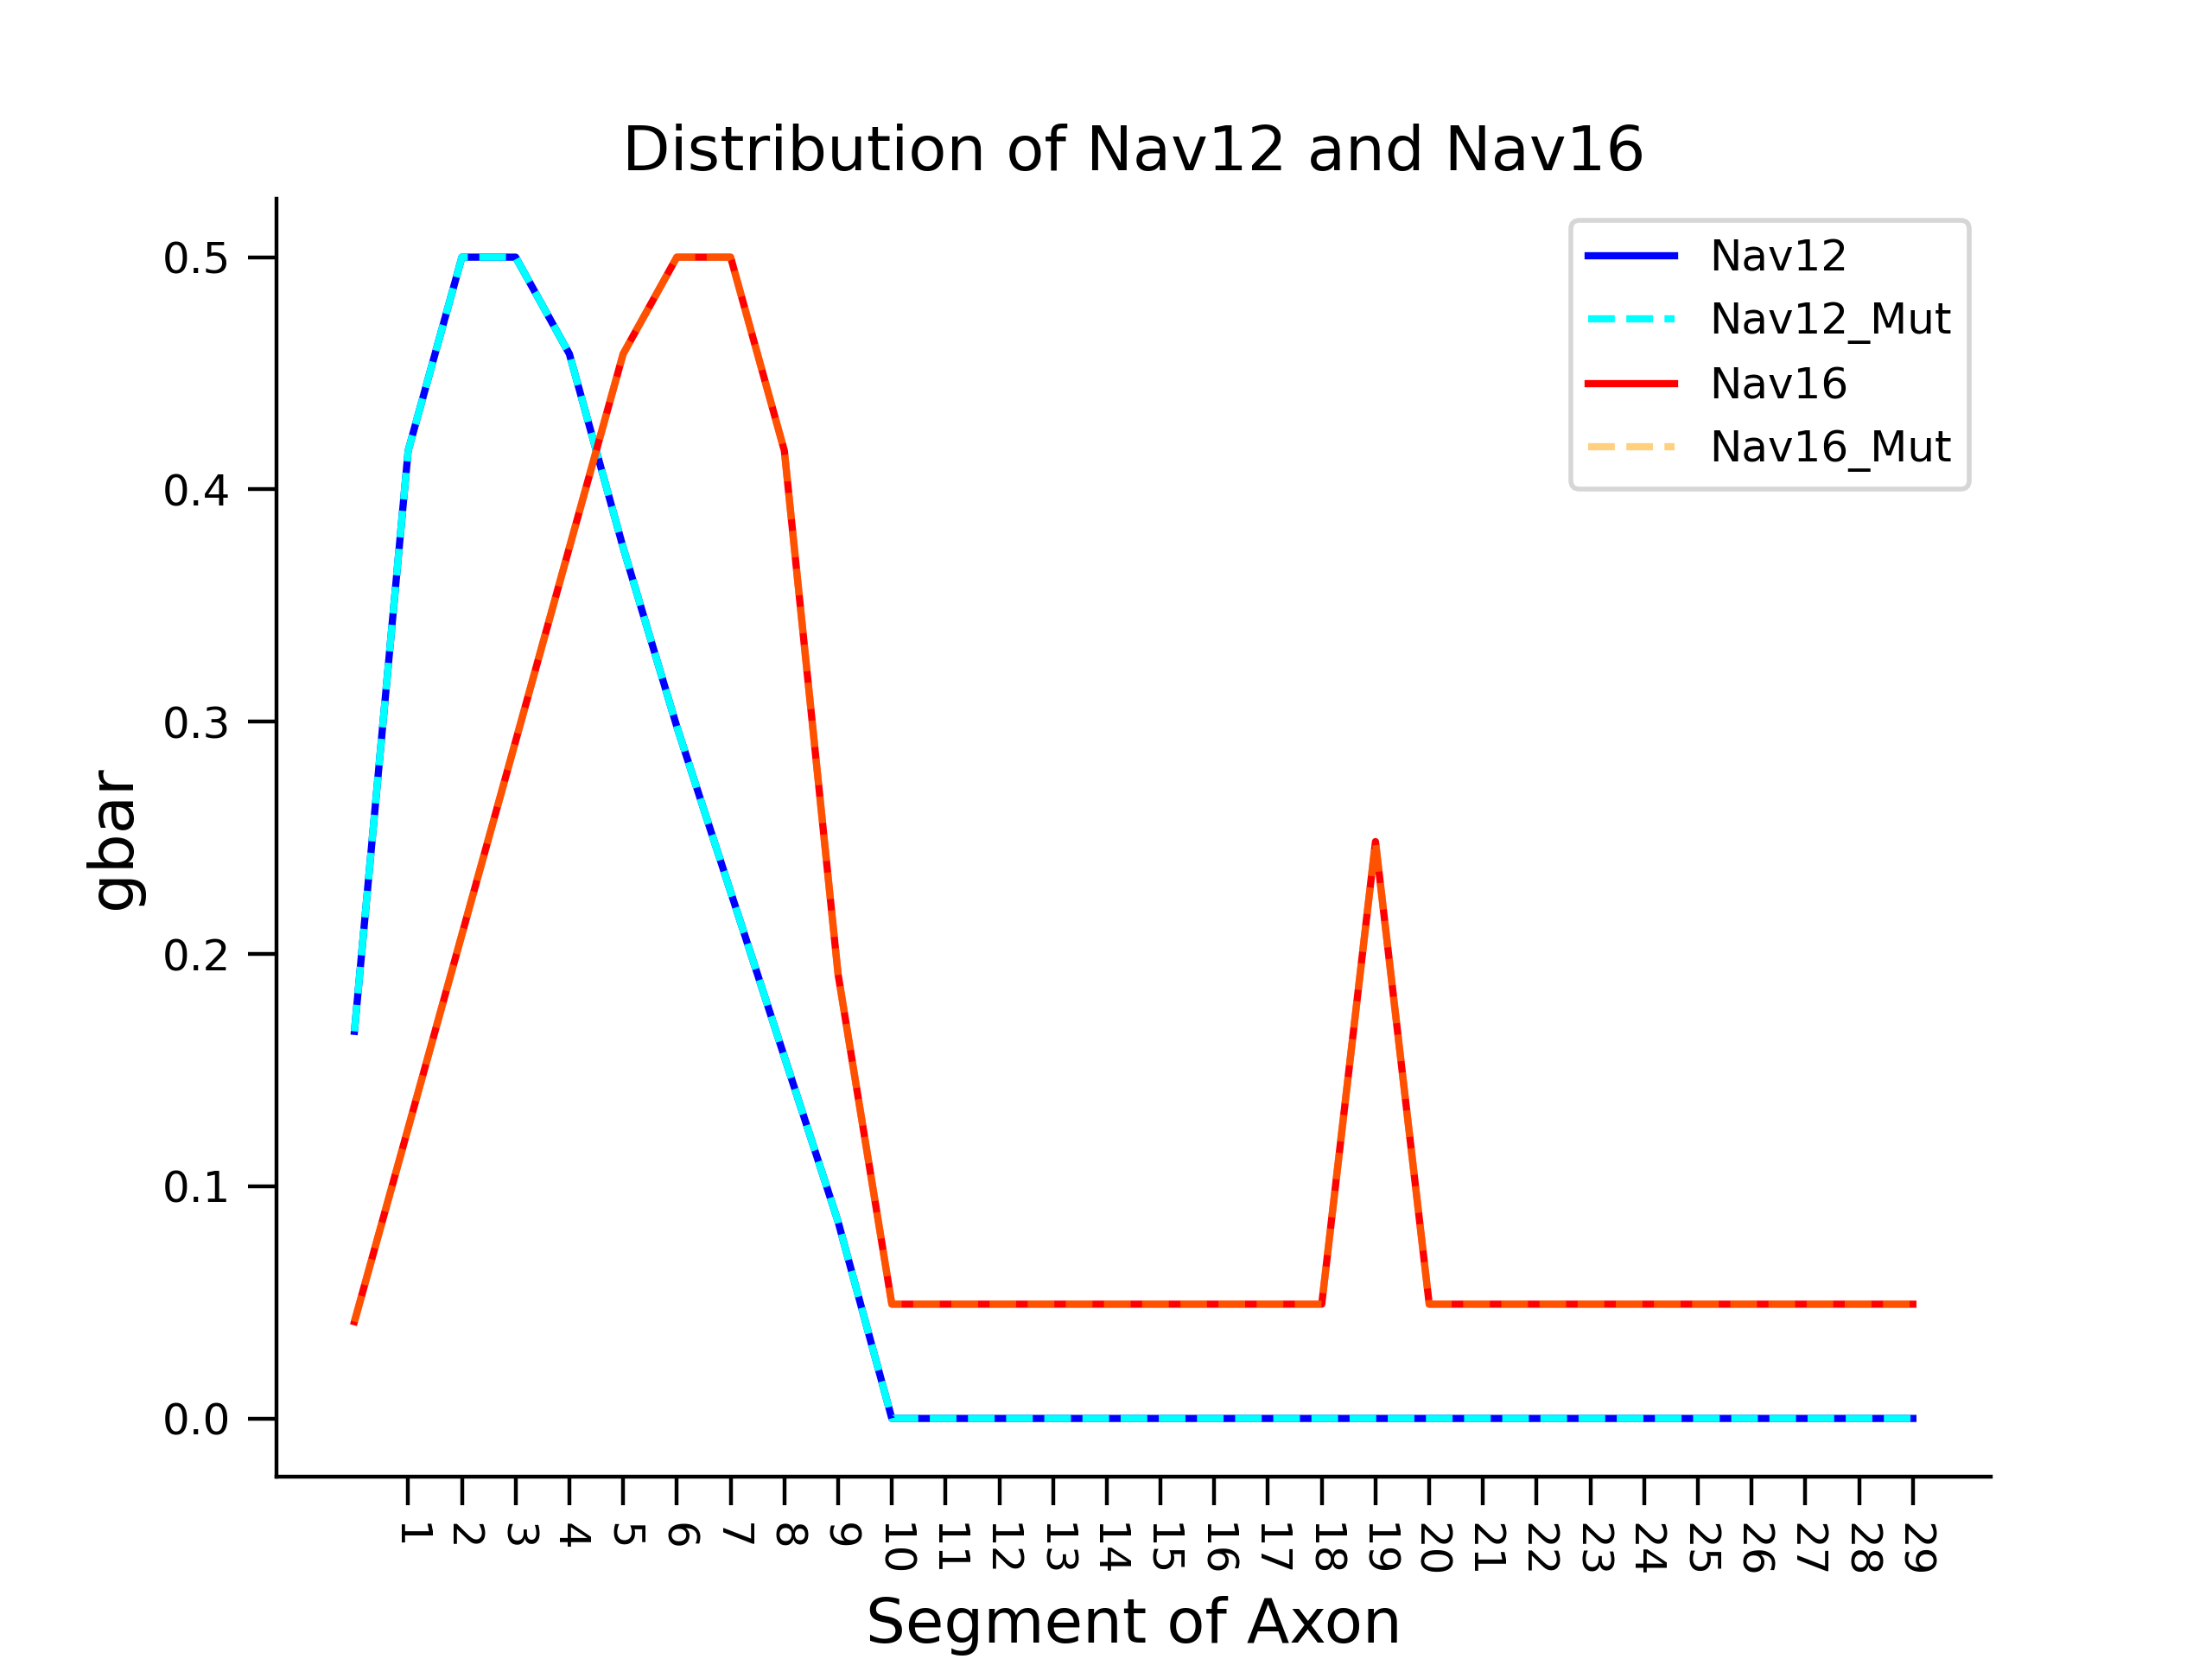 Distribution of Nav12 and Nav16
Nav12
Nav12_Mut
Nav16
Nav16_Mut
0.5
0.4
0.3
0.2
0.1
0.0
gbar
1 2 3 4 5 6 7 8 9 10 11 12 13 14 15 16 17 18 19 20 21 22 23 24 25 26 27 28 29
Segment of Axon